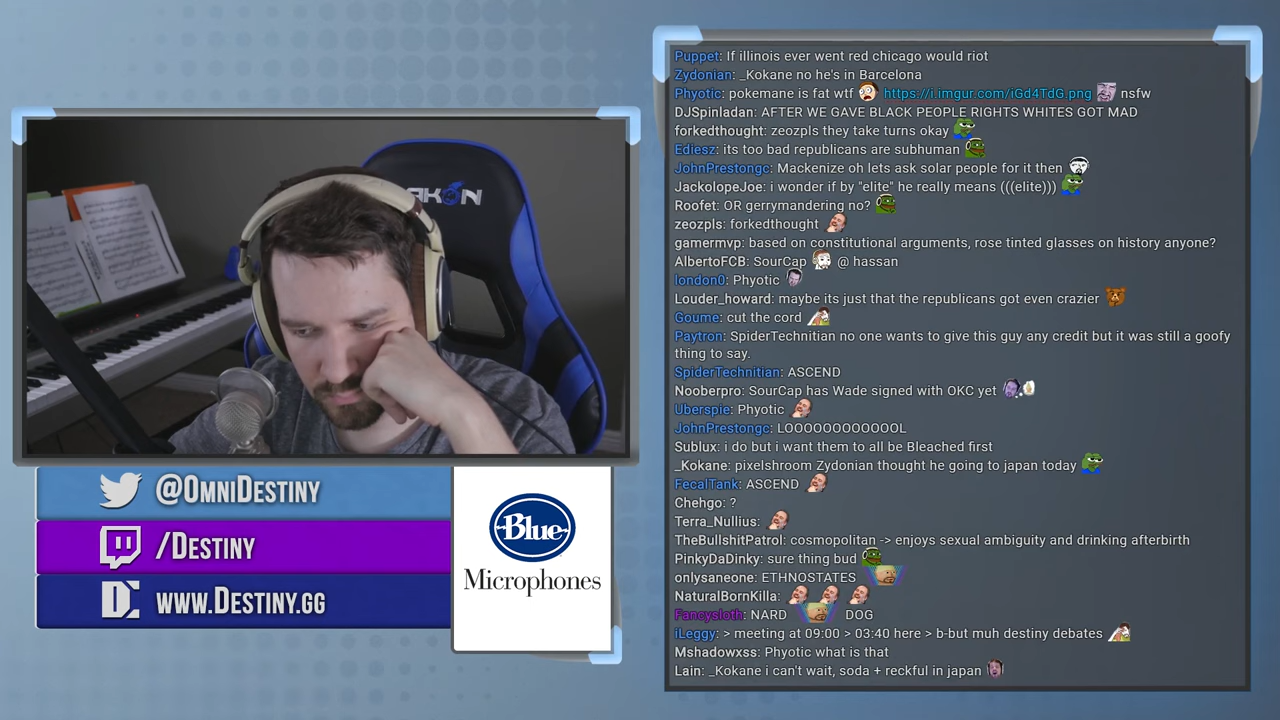 Puppet: If illinois ever went red chicago would riot
Zydonian: _Kokane no he's in Barcelona
Phyotic: pokemane is fat wtf https://i.imgur.com/iGd4TdG.png nsfw
DJSpinladan: AFTER WE GAVE BLACK PEOPLE RIGHTS WHITES GOT MAD
forkedthought: zeozpls they take turns okay
Ediesz: its too bad republicans are subhuman
JohnPrestongc: Mackenize oh lets ask solar people for it then
JackolopeJoe: i wonder if by "elite" he really means (((elite)))
Roofet: OR gerrymandering no?
zeozpls: forkedthought
gamermvp: based on constitutional arguments, rose tinted glasses on history anyone?
AlbertoFCB: SourCap @ hassan
london0: Phyotic
Louder_howard: maybe its just that the republicans got even crazier
Goume: cut the cord
Paytron: SpiderTechnitian no one wants to give this guy any credit but it was still a goofy
thing to say.
SpiderTechnitian: ASCEND
Nooberpro: SourCap has Wade signed with OKC yet
Uberspie: Phyotic
JohnPrestongc: LOOOOOOOOOOOOL
Sublux: i do but i want them to all be Bleached first
_Kokane: pixelshroom Zydonian thought he going to japan today
FecalTank: ASCEND
Chehgo: ?
Terra_Nullius:
TheBullshitPatrol: cosmopolitan -> enjoys sexual ambiguity and drinking afterbirth
PinkyDaDinky: sure thing bud
onlysaneone: ETHNOSTATES
NaturalBornKilla:
Fancysloth: NARD DOG
iLeggy: > meeting at 09:00 > 03:40 here > b-but muh destiny debates
Mshadowxss: Phyotic what is that
Lain: _Kokane i can't wait, soda + reckful in japan
AKON
@OmniDestiny
/Destiny
www.Destiny.gg
Blue
Microphones